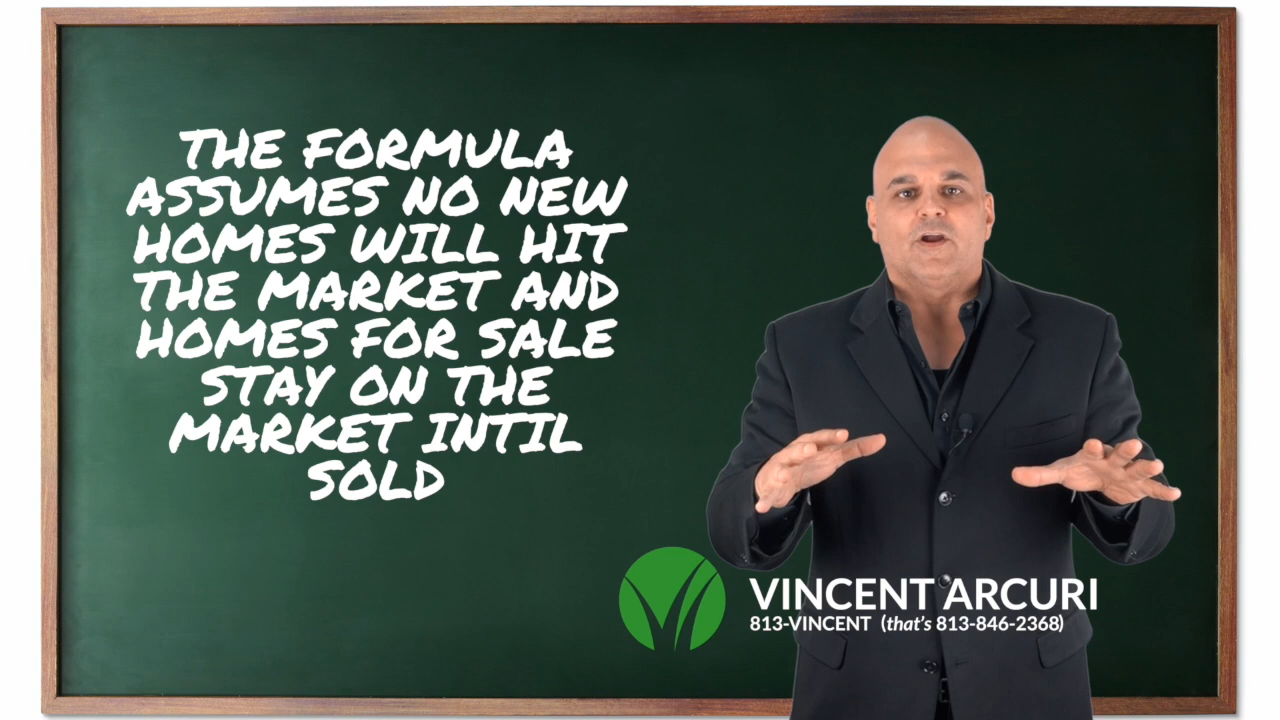 THE FORMULA
ASSUMES NO NEW
HOMES WILL HIT
THE MARKET AND
HOMES FOR SALE
STAY ON THE
MARKET INTIL
SOLD
VINCENT ARCURI
813-VINCENT (that's 813-846-2368)